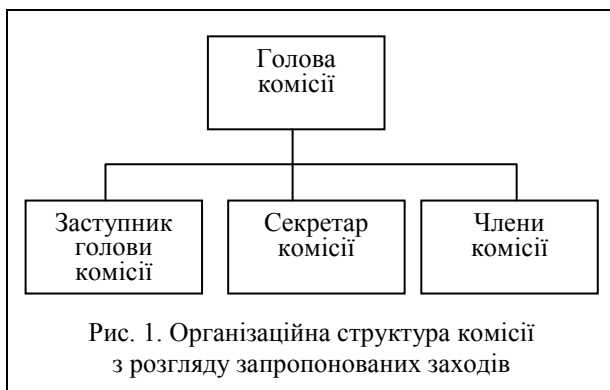 Голова
комісії
Заступник
голови
комісії
Секретар
комісії
Члени
комісії
Рис. 1. Організаційна структура комісії
з розгляду запропонованих заходів